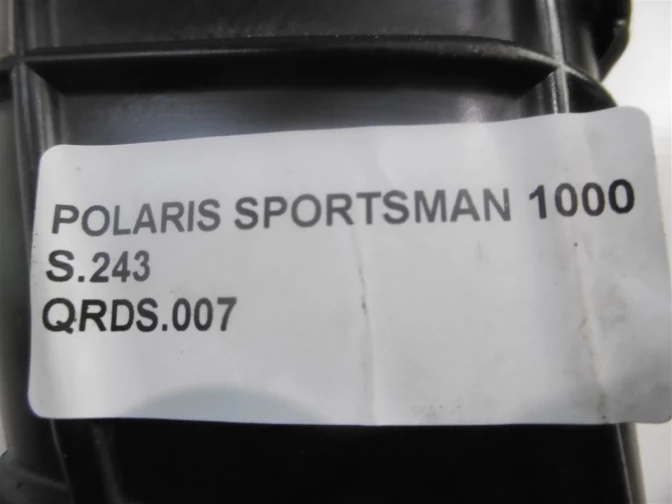 POLARIS SPORTSMAN 1000
S.243
QRDS.007